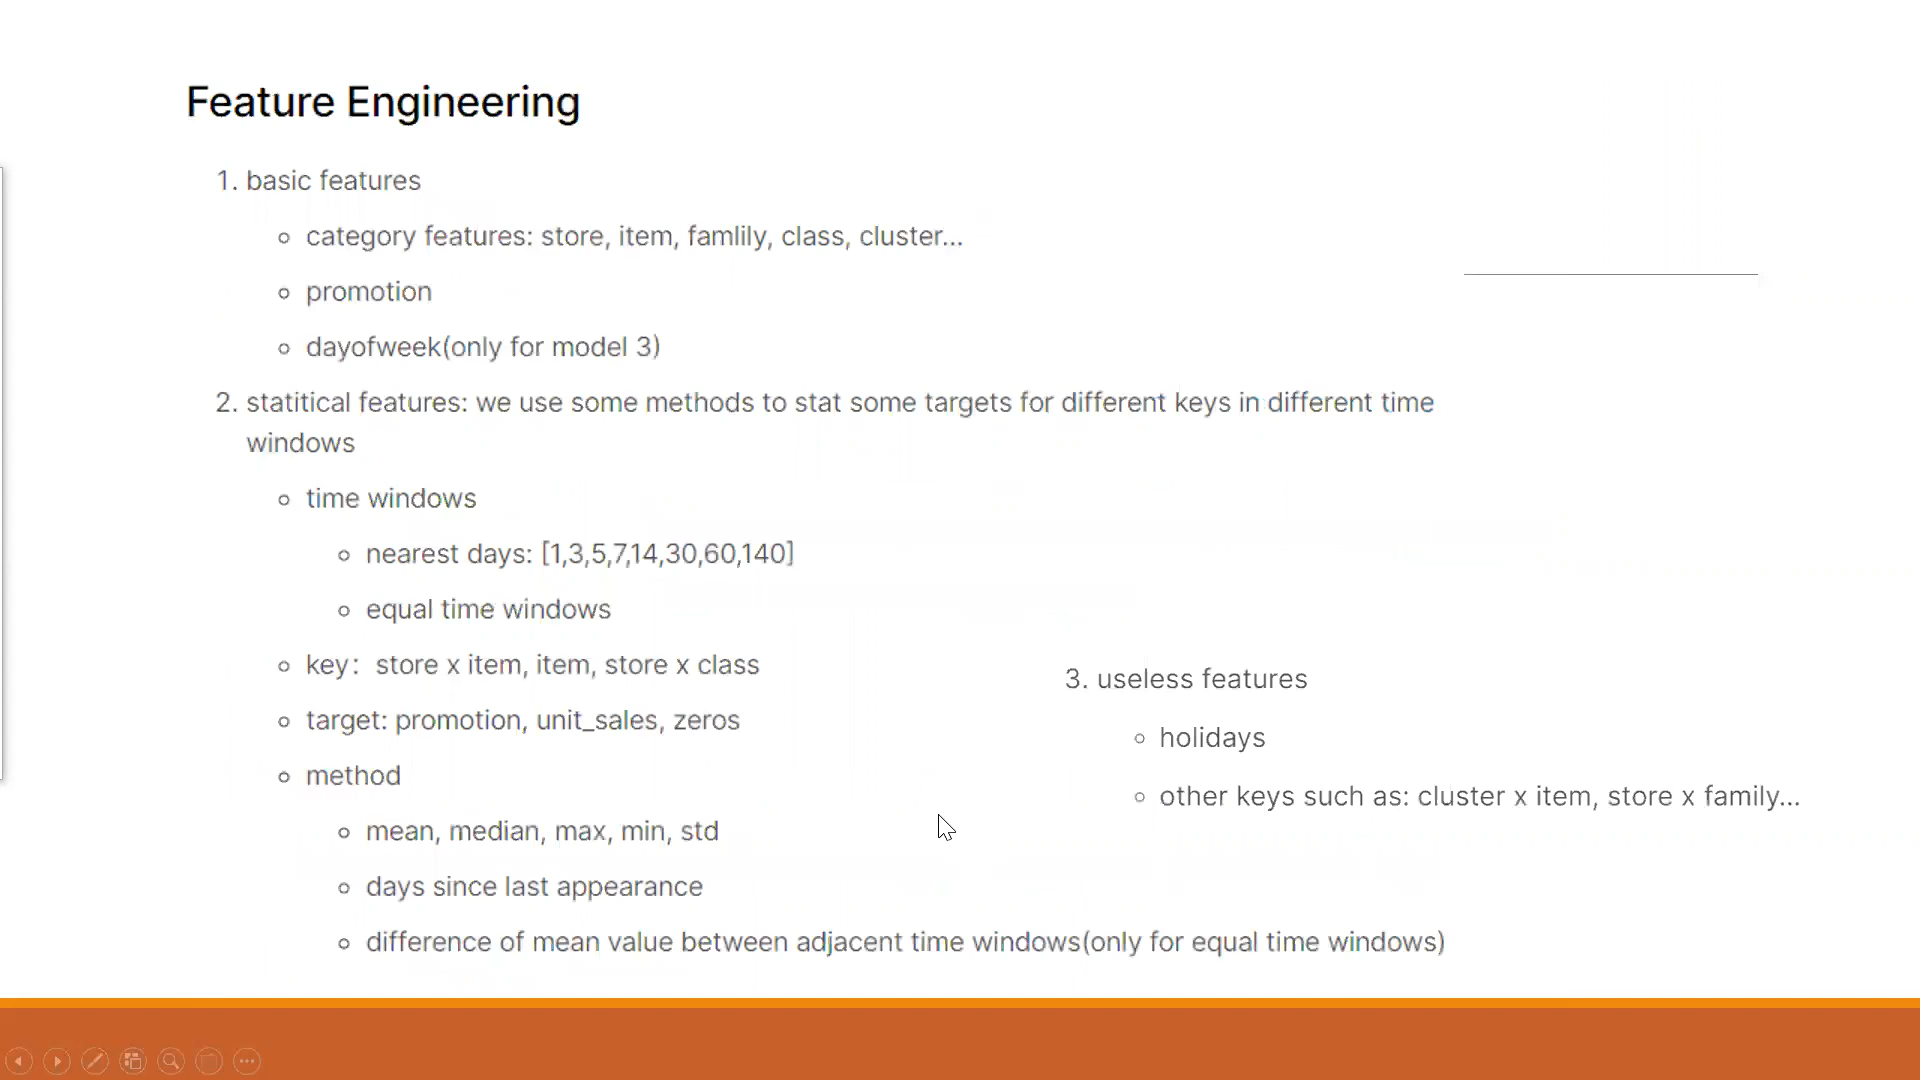 Feature Engineering
1. basic features
category features: store, item, famlily, class, cluster...
promotion
dayofweek(only for model 3)
2. statitical features: we use some methods to stat some targets for different keys in different time
windows
time windows
nearest days: [1,3,5,7,14,30,60,140]
equal time windows
key： store x item, item, store x class
target: promotion, unit_sales, zeros
method
mean, median, max, min, std
days since last appearance
difference of mean value between adjacent time windows(only for equal time windows)
3. useless features
holidays
other keys such as: cluster x item, store x family...